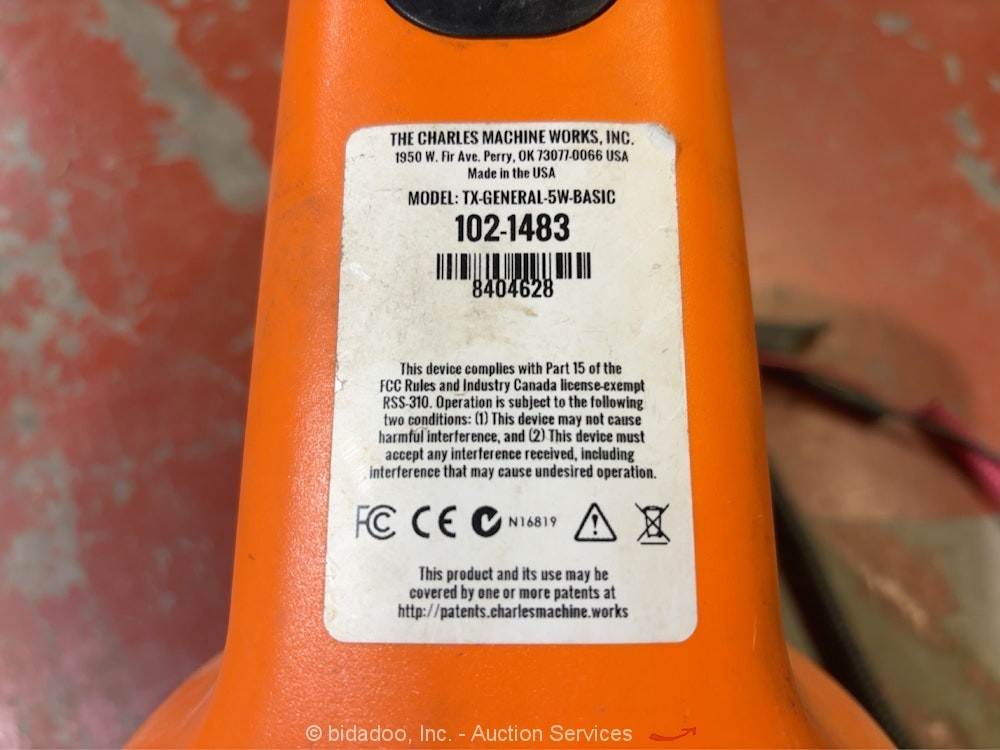 THE CHARLES MACHINE WORKS, INC.
1950 W. Fir Ave. Perry, OK 73077-0066 USA
Made in the USA
MODEL: TX-GENERAL-5W-BASIC
102-1483
8404628
This device complies with Part 15 of the
FCC Rules and Industry Canada license-exempt
RSS-310. Operation is subject to the following
two conditions: (1) This device may not cause
harmful interference, and (2) This device must
accept any interference received, including
interference that may cause undesired operation.
FC CE N16819
This product and its use may be
covered by one or more patents at
http://patents.charlesmachine.works
© bidadoo, Inc. - Auction Services